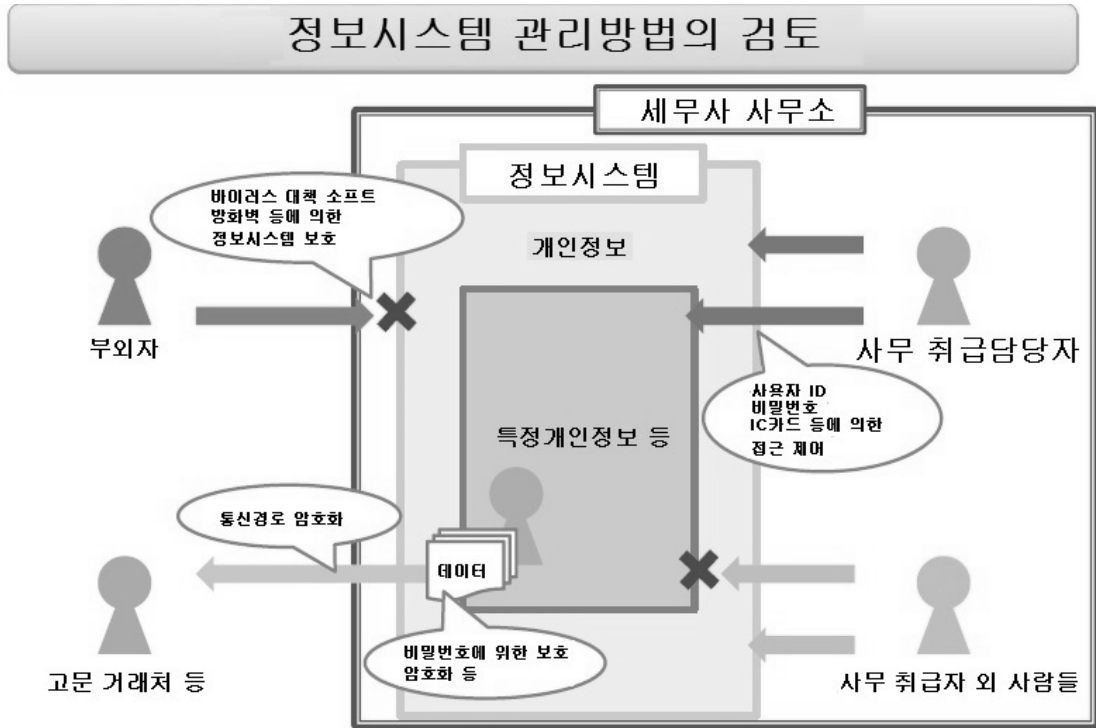 정보시스템 관리방법의 검토
세무사 사무소
정보시스템
바이러스 대책 소프트
방화벽 등에 의한
정보시스템 보호
개인정보
부외자
사무 취급담당자
사용자 ID
비밀번호
IC카드 등에 의한
접근 제어
특정개인정보 등
통신경로 암호화
데이터
비밀번호에 위한 보호
암호화 등
고문 거래처 등
사무 취급자 외 사람들